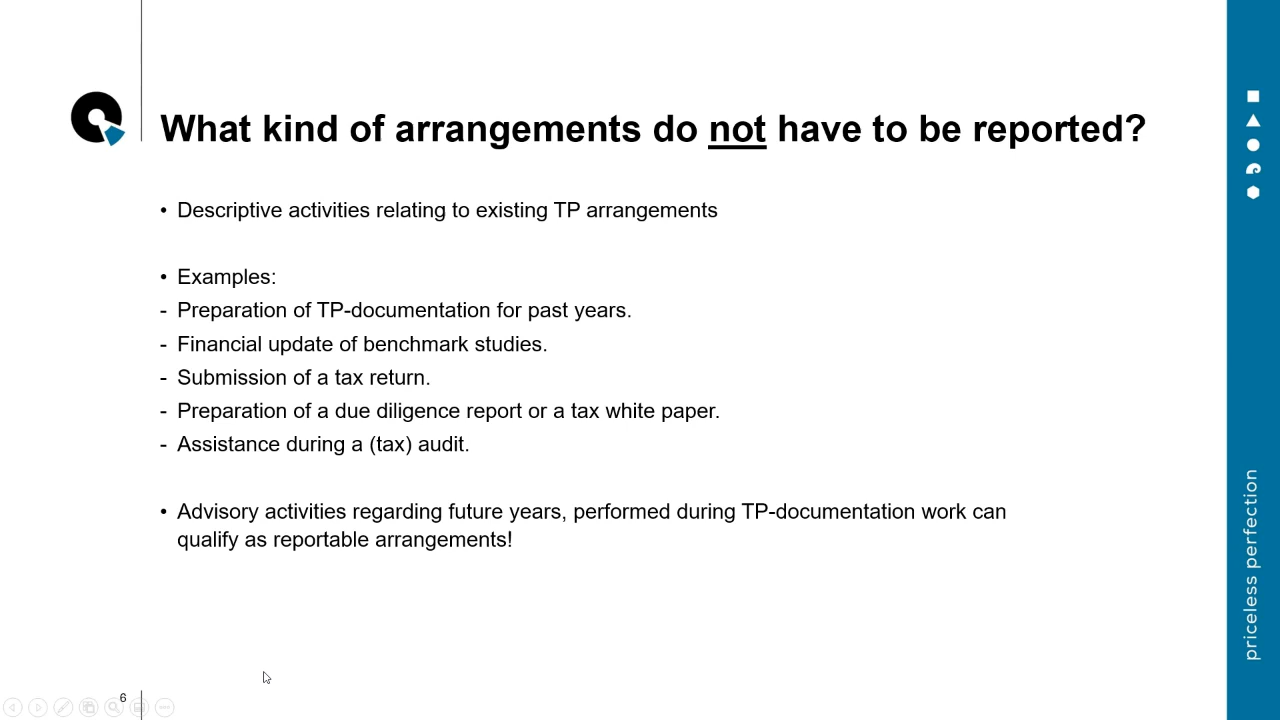 What kind of arrangements do not have to be reported?
• Descriptive activities relating to existing TP arrangements
• Examples:
- Preparation of TP-documentation for past years.
- Financial update of benchmark studies.
- Submission of a tax return.
- Preparation of a due diligence report or a tax white paper.
- Assistance during a (tax) audit.
• Advisory activities regarding future years, performed during TP-documentation work can
qualify as reportable arrangements!
6
priceless perfection